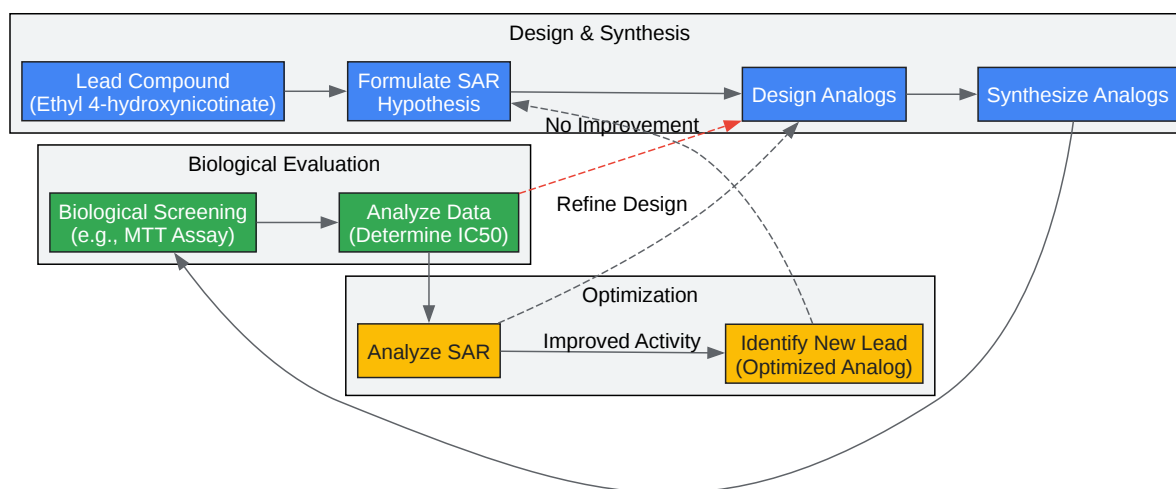 Design & Synthesis
Lead Compound
(Ethyl 4-hydroxynicotinate)
Formulate SAR
Hypothesis
Design Analogs
Synthesize Analogs
No Improvement
Biological Evaluation
Biological Screening
(e.g., MTT Assay)
Analyze Data
(Determine IC50)
Refine Design
Optimization
Analyze SAR
Improved Activity
Identify New Lead
(Optimized Analog)